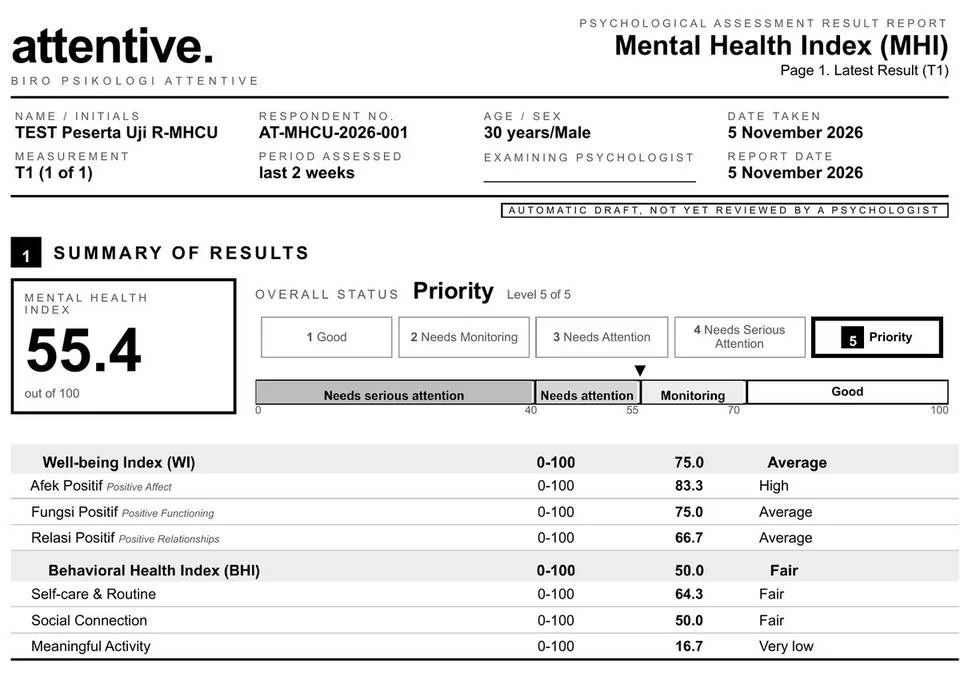 attentive.
BIRO PSIKOLOGI ATTENTIVE
PSYCHOLOGICAL ASSESSMENT RESULT REPORT
Mental Health Index (MHI)
Page 1. Latest Result (T1)
NAME / INITIALS RESPONDENT NO. AGE / SEX DATE TAKEN
TEST Peserta Uji R-MHCU AT-MHCU-2026-001 30 years/Male 5 November 2026
MEASUREMENT PERIOD ASSESSED EXAMINING PSYCHOLOGIST REPORT DATE
T1 (1 of 1) last 2 weeks 5 November 2026
AUTOMATIC DRAFT, NOT YET REVIEWED BY A PSYCHOLOGIST
1 SUMMARY OF RESULTS
MENTAL HEALTH
INDEX
55.4
out of 100
OVERALL STATUS Priority Level 5 of 5
1 Good
2 Needs Monitoring
3 Needs Attention
4 Needs Serious
Attention
5 Priority
▼
Needs serious attention Needs attention Monitoring Good
0 40 55 70 100
Well-being Index (WI) 0-100 75.0 Average
Afek Positif Positive Affect 0-100 83.3 High
Fungsi Positif Positive Functioning 0-100 75.0 Average
Relasi Positif Positive Relationships 0-100 66.7 Average
Behavioral Health Index (BHI) 0-100 50.0 Fair
Self-care & Routine 0-100 64.3 Fair
Social Connection 0-100 50.0 Fair
Meaningful Activity 0-100 16.7 Very low